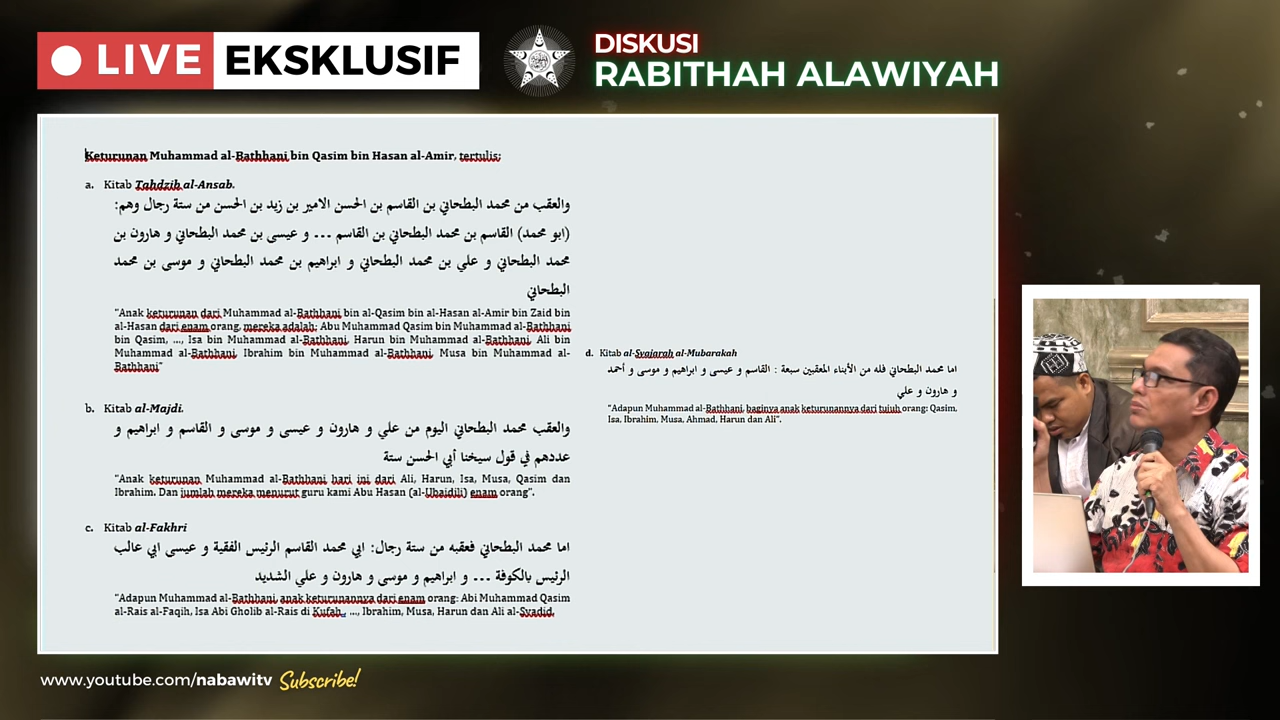 LIVE EKSKLUSIF
DISKUSI
RABITHAH ALAWIYAH
Keturunan Muhammad al-Bathhani bin Qasim bin Hasan al-Amir, tertulis:
a. Kitab Tahdzib al-Ansab.
والعقب من محمد البطحاني بن القاسم بن الحسن الامير بن زيد بن الحسن من ستة رجال وهم:
(ابو محمد) القاسم بن محمد البطحاني بن القاسم ... و عيسى بن محمد البطحاني و هارون بن
محمد البطحاني و علي بن محمد البطحاني و ابراهيم بن محمد البطحاني و موسى بن محمد
البطحاني
"Anak keturunan dari Muhammad al-Bathhani bin al-Qasim bin al-Hasan al-Amir bin Zaid bin
al-Hasan dari enam orang, mereka adalah: Abu Muhammad Qasim bin Muhammad al-Bathhani
bin Qasim, ..., Isa bin Muhammad al-Bathhani, Harun bin Muhammad al-Bathhani, Ali bin
Muhammad al-Bathhani, Ibrahim bin Muhammad al-Bathhani, Musa bin Muhammad al-
Bathhani"
b. Kitab al-Majdi.
والعقب محمد البطحاني اليوم من علي و هارون و عيسى و موسى و القاسم و ابراهيم و
عددهم في قول سيخنا أبي الحسن ستة
"Anak keturunan Muhammad al-Bathhani hari ini dari Ali, Harun, Isa, Musa, Qasim dan
Ibrahim. Dan jumlah mereka menurut guru kami Abu Hasan (al-Ubaidili) enam orang".
c. Kitab al-Fakhri
اما محمد البطحاني فعقبه من ستة رجال: ابي محمد القاسم الرئيس الفقية و عيسى ابي غالب
الرئيس بالكوفة ... و ابراهيم و موسى و هارون و علي الشديد
"Adapun Muhammad al-Bathhani, anak keturunannya dari enam orang: Abi Muhammad Qasim
al-Rais al-Faqih, Isa Abi Gholib al-Rais di Kufah, ..., Ibrahim, Musa, Harun dan Ali al-Syadid.
d. Kitab al-Syajarah al-Mubarakah
اما محمد البطحاني فله من الأبناء المعقبين سبعة : القاسم و عيسى و ابراهيم و موسى و أحمد
و هارون و علي
"Adapun Muhammad al-Bathhani, baginya anak keturunannya dari tujuh orang: Qasim,
Isa, Ibrahim, Musa, Ahmad, Harun dan Ali".
www.youtube.com/nabawitv Subscribe!